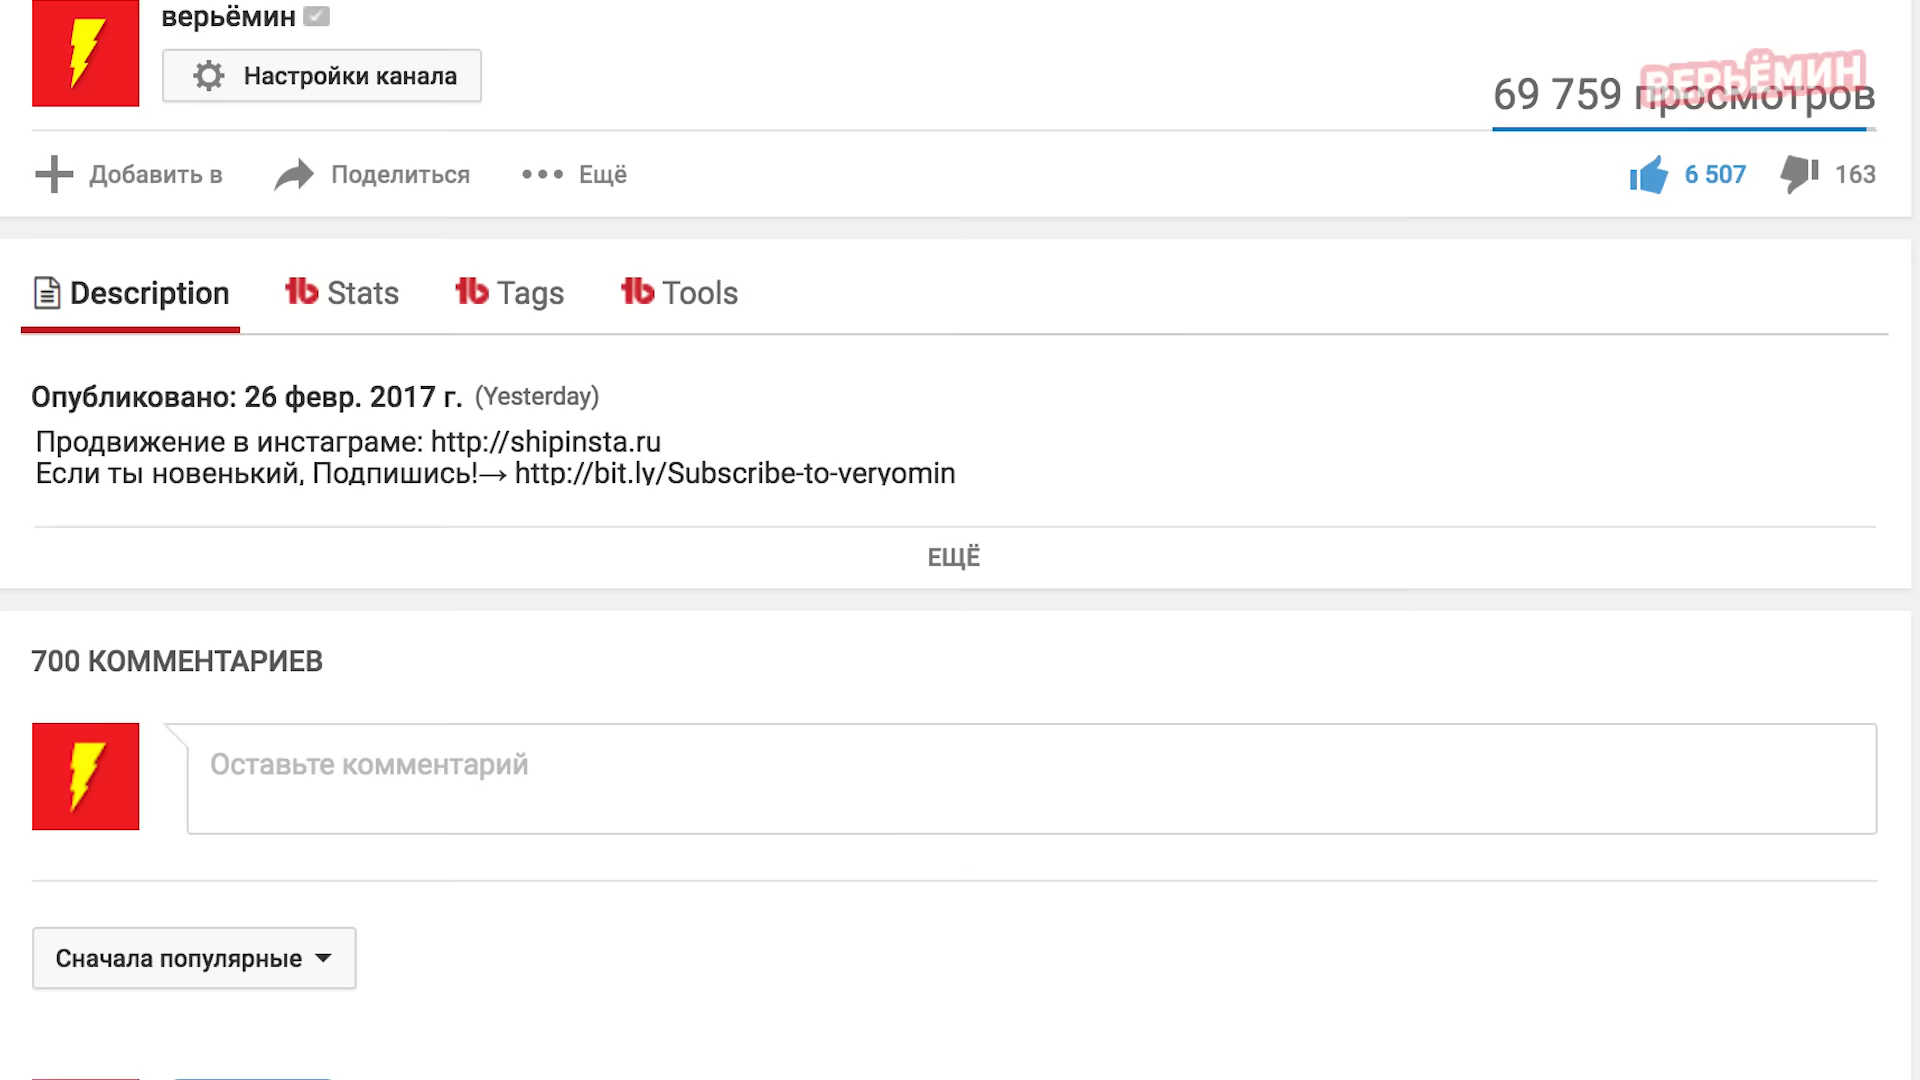 верьёмин
Настройки канала
69 759 просмотров
ВЕРЬЁМИН
Добавить в
Поделиться
Ещё
6 507
163
Description
Stats
Tags
Tools
Опубликовано: 26 февр. 2017 г. (Yesterday)
Продвижение в инстаграме: http://shipinsta.ru
Если ты новенький, Подпишись!→ http://bit.ly/Subscribe-to-veryomin
ЕЩЁ
700 КОММЕНТАРИЕВ
Оставьте комментарий
Сначала популярные